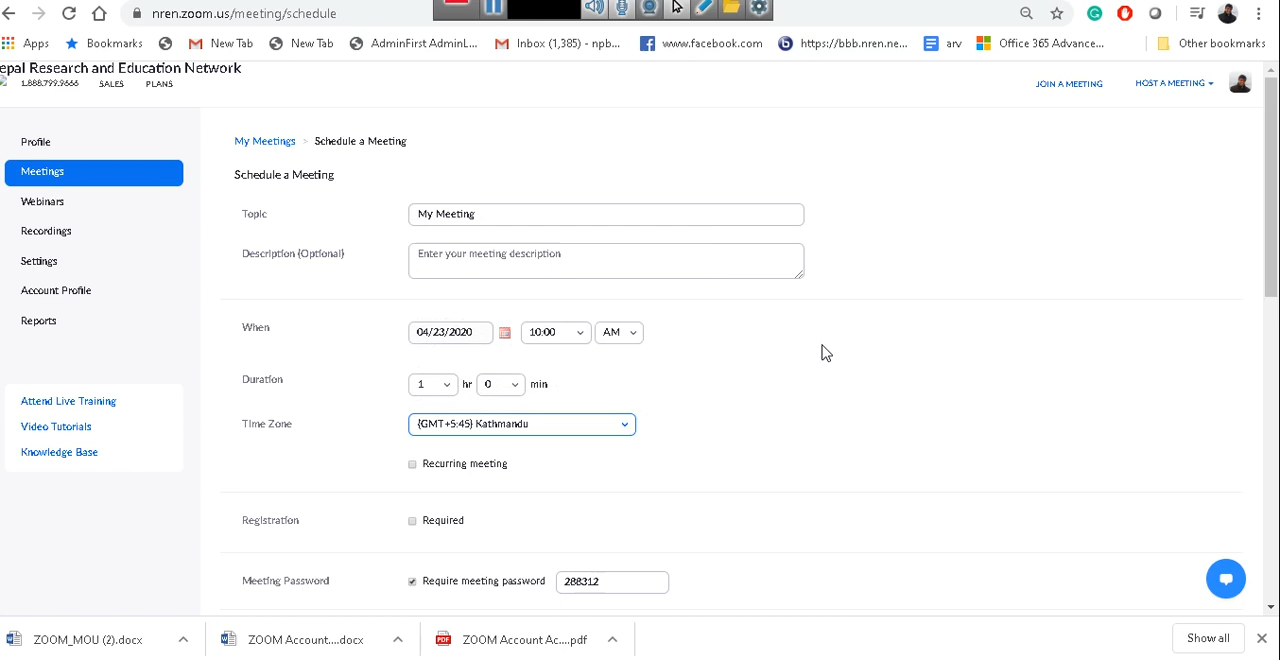 nren.zoom.us/meeting/schedule
Apps Bookmarks New Tab New Tab AdminFirst AdminL... Inbox (1,385) - npb... www.facebook.com https://bbb.nren.ne... arv Office 365 Advance... Other bookmarks
epal Research and Education Network
1.888.799.9666 SALES PLANS JOIN A MEETING HOST A MEETING
Profile
Meetings
Webinars
Recordings
Settings
Account Profile
Reports
Attend Live Training
Video Tutorials
Knowledge Base
My Meetings > Schedule a Meeting
Schedule a Meeting
Topic My Meeting
Description (Optional) Enter your meeting description
When 04/23/2020 10:00 AM
Duration 1 hr 0 min
Time Zone (GMT+5:45) Kathmandu
Recurring meeting
Registration Required
Meeting Password Require meeting password 288312
ZOOM_MOU (2).docx ZOOM Account....docx ZOOM Account Ac....pdf Show all